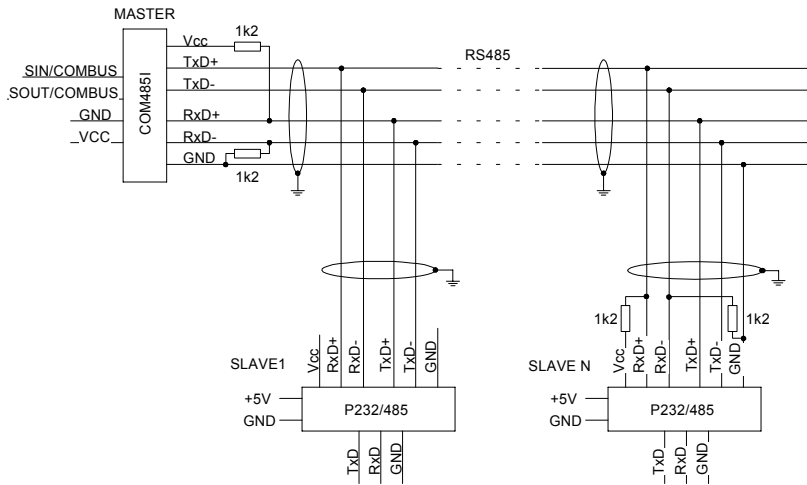 MASTER
1k2
Vcc
RS485
TxD+
SIN/COMBUS
TxD-
SOUT/COMBUS
COM485I
GND
RxD+
VCC
RxD-
GND
1k2
1k2
1k2
SLAVE1
Vcc
RxD+
RxD-
TxD+
TxD-
GND
SLAVE N
Vcc
RxD+
RxD-
TxD+
TxD-
GND
+5V
GND
P232/485
+5V
GND
P232/485
TxD
RxD
GND
TxD
RxD
GND